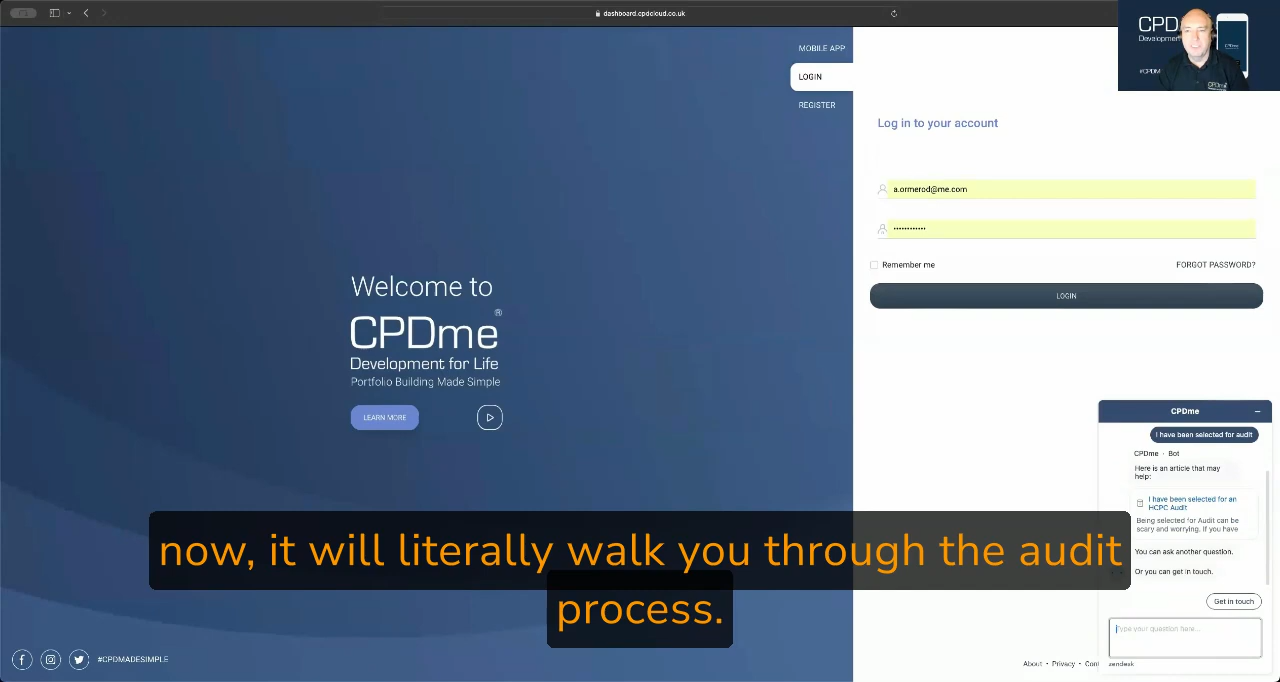 dashboard.cpdcloud.co.uk
CPD
Development
CPDme
#CPDM
CPDme
MOBILE APP
LOGIN
REGISTER
Log in to your account
a.ormerod@me.com
••••••••••••
Remember me
FORGOT PASSWORD?
LOGIN
Welcome to
CPDme®
Development for Life
Portfolio Building Made Simple
LEARN MORE
CPDme
I have been selected for audit
CPDme · Bot
Here is an article that may
help:
I have been selected for an
HCPC Audit
Being selected for Audit can be
scary and worrying. If you have
You can ask another question.
Or you can get in touch.
Get in touch
Type your question here...
zendesk
now, it will literally walk you through the audit
process.
#CPDMADESIMPLE
About • Privacy • Con